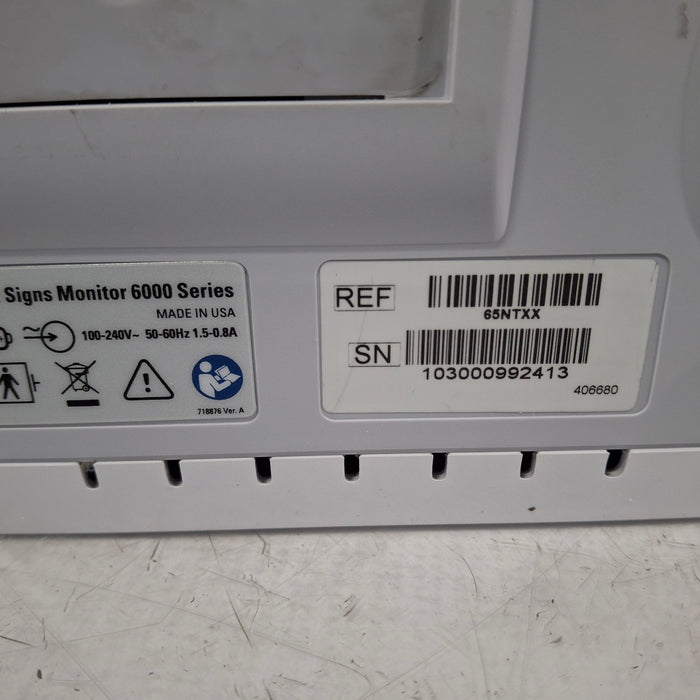 Signs Monitor 6000 Series
MADE IN USA
100-240V~ 50-60Hz 1.5-0.8A
718876 Ver. A
REF
65NTXX
SN
103000992413
406680